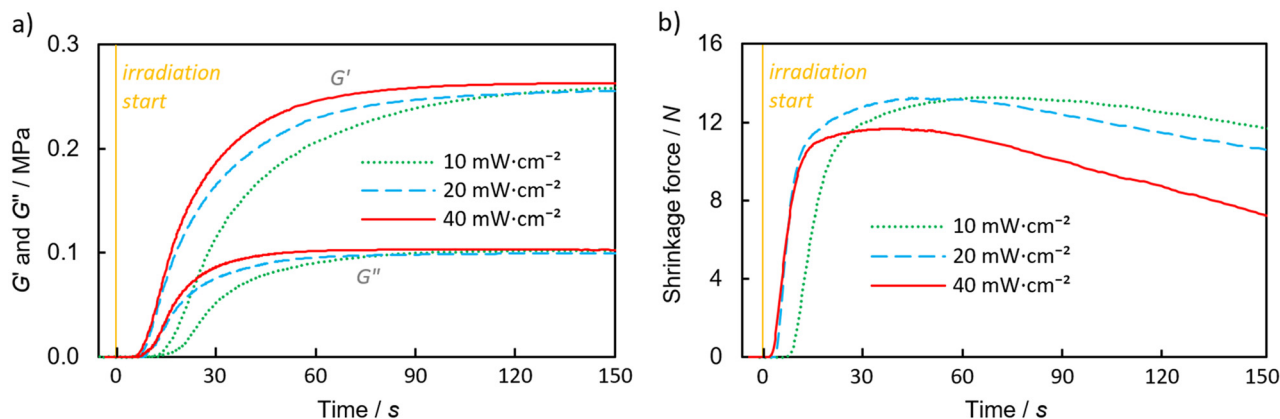 a)
0.3
0.2
0.1
0.0
G' and G" / MPa
irradiation
start
G'
10 mW·cm⁻²
20 mW·cm⁻²
40 mW·cm⁻²
G"
0
30
60
90
120
150
Time / s
b)
16
12
8
4
0
Shrinkage force / N
irradiation
start
10 mW·cm⁻²
20 mW·cm⁻²
40 mW·cm⁻²
0
30
60
90
120
150
Time / s